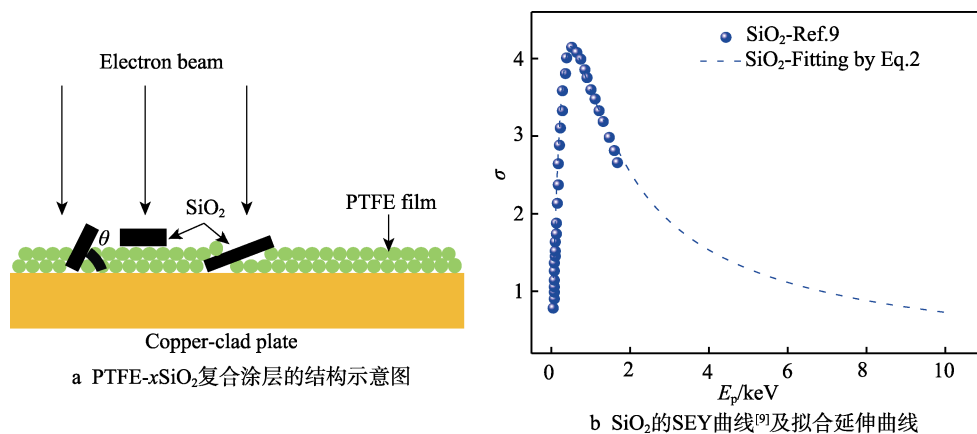 Electron beam
SiO₂
PTFE film
θ
Copper-clad plate
a PTFE-xSiO₂复合涂层的结构示意图
SiO₂-Ref.9
SiO₂-Fitting by Eq.2
σ
4
3
2
1
0 2 4 6 8 10
Eₚ/keV
b SiO₂的SEY曲线[9]及拟合延伸曲线